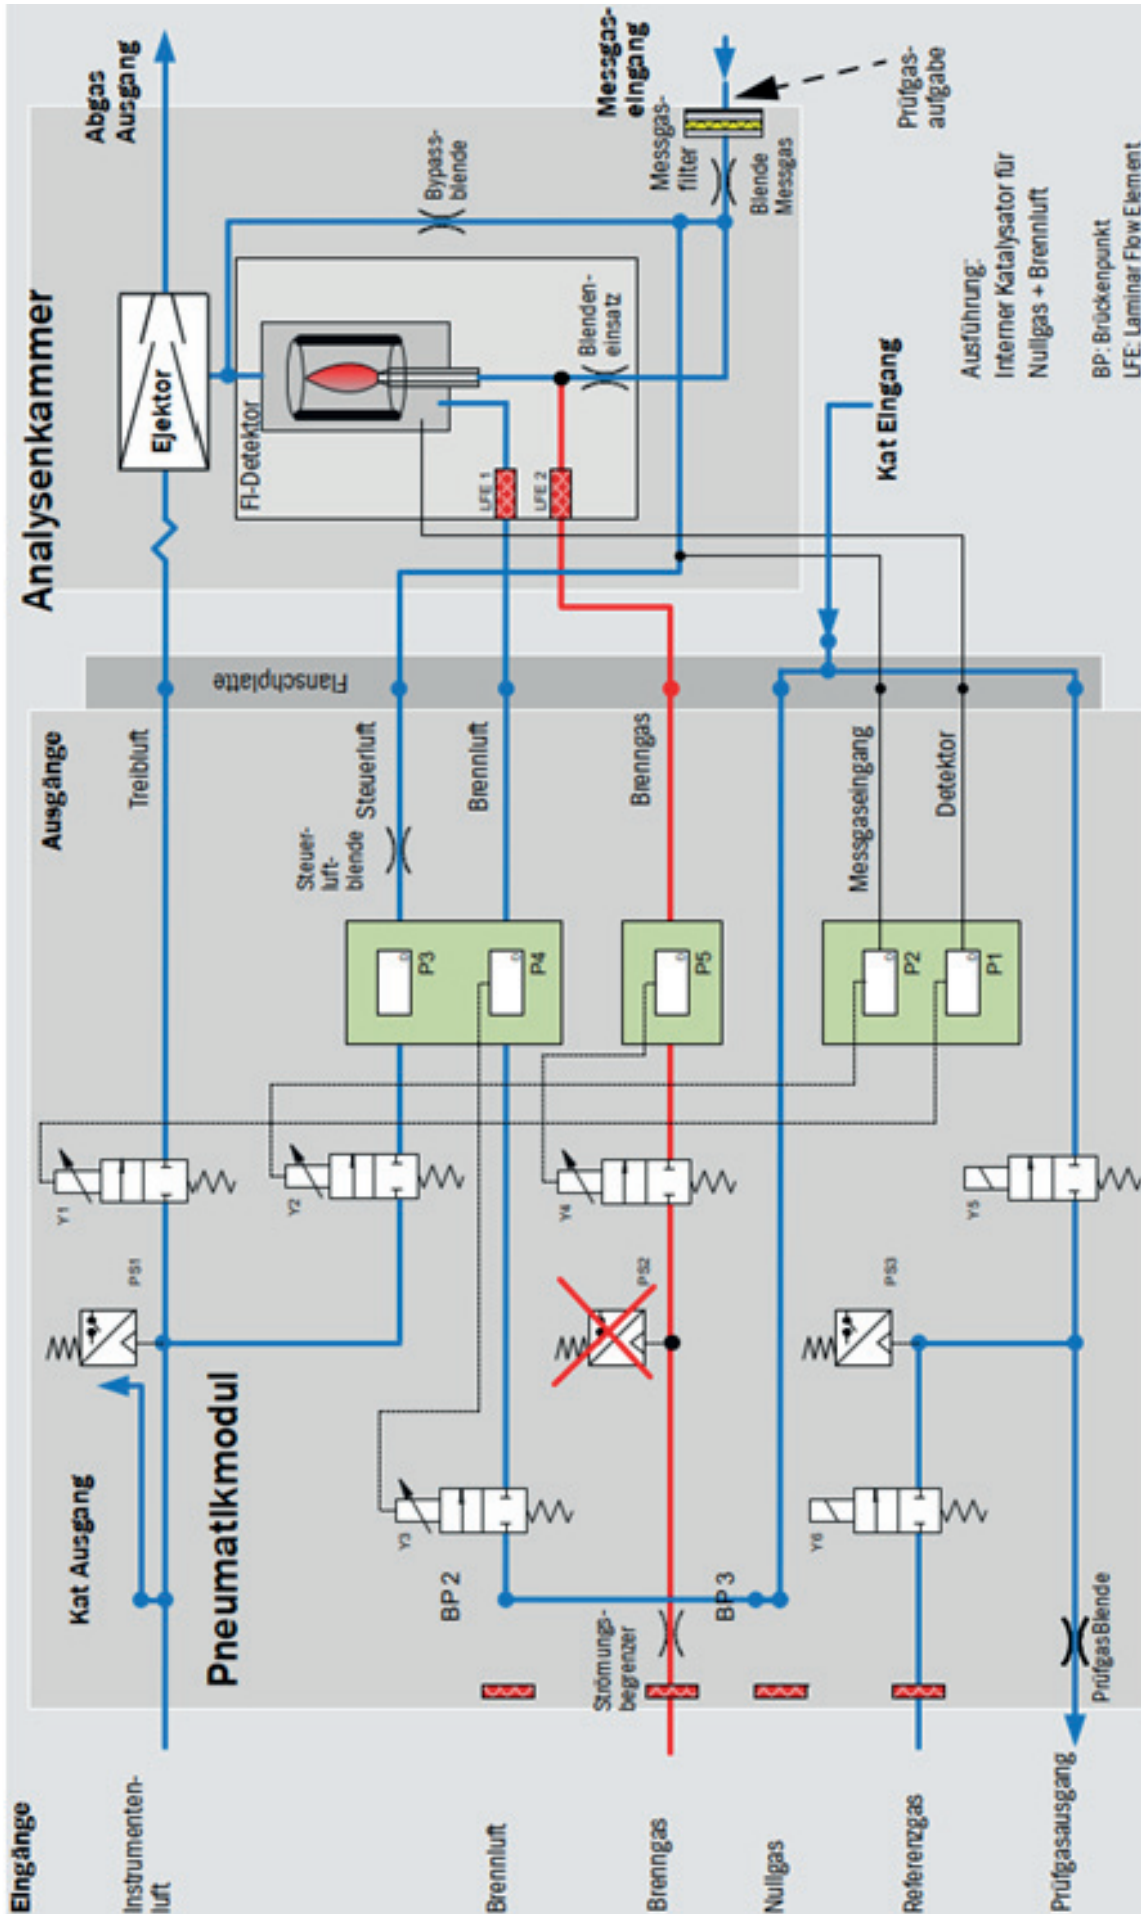 Eingänge
Instrumenten-
luft
Brennluft
Brenngas
Nullgas
Referenzgas
Prüfgasausgang
Pneumatikmodul
Kat Ausgang
BP 2
BP 3
Strömungs-
begrenzer
PrüfgasBlende
PS1
PS2
PS3
Y1
Y2
Y3
Y4
Y5
Y6
P3
P4
P5
P2
P1
Ausgänge
Treibluft
Steuer-
luft-
blende
Steuerluft
Brennluft
Brenngas
Messgaseingang
Detektor
Flanschplatte
Analysenkammer
Ejektor
FI-Detektor
LFE 1
LFE 2
Blenden-
einsatz
Bypass-
blende
Abgas
Ausgang
Messgas-
eingang
Messgas-
filter
Blende
Messgas
Prüfgas-
aufgabe
Kat Eingang
Ausführung:
Interner Katalysator für
Nullgas + Brennluft
BP: Brückenpunkt
LFE: Laminar Flow Element